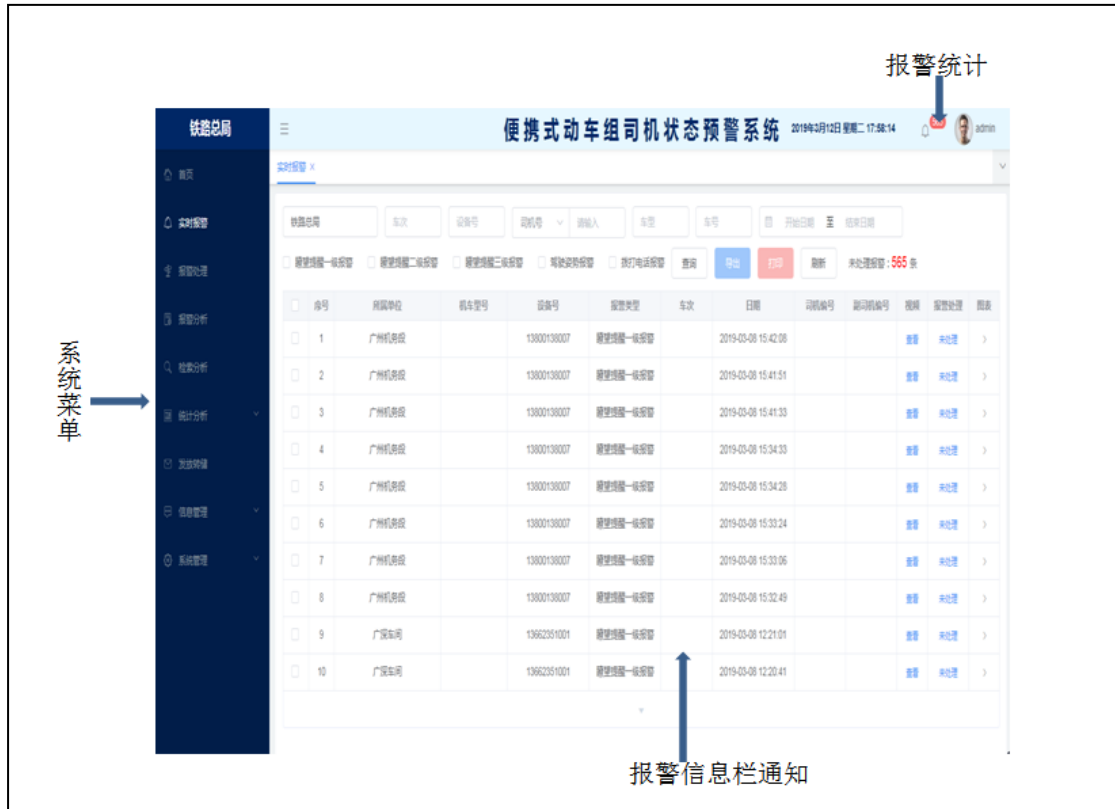 报警统计
铁路总局
便携式动车组司机状态预警系统 2019年3月12日 星期二 17:58:14 admin
实时报警 ×
首页
实时报警
报警处理
报警分析
检索分析
统计分析
信息管理
系统管理
系统菜单
铁路总局 车次 设备号 司机号 请输入 车型 车号 开始日期 至 结束日期
瞭望提醒一级报警 瞭望提醒二级报警 瞭望提醒三级报警 驾驶姿势报警 拨打电话报警 查询 导出 打印 刷新 未处理报警：565 条
序号 所属单位 机车型号 设备号 报警类型 车次 日期 司机编号 副司机编号 视频 报警处理 图表
1 广州机务段 13800138007 瞭望提醒一级报警 2019-03-08 15:42:08 查看 未处理
2 广州机务段 13800138007 瞭望提醒一级报警 2019-03-08 15:41:51 查看 未处理
3 广州机务段 13800138007 瞭望提醒一级报警 2019-03-08 15:41:33 查看 未处理
4 广州机务段 13800138007 瞭望提醒一级报警 2019-03-08 15:34:33 查看 未处理
5 广州机务段 13800138007 瞭望提醒一级报警 2019-03-08 15:34:28 查看 未处理
6 广州机务段 13800138007 瞭望提醒一级报警 2019-03-08 15:33:24 查看 未处理
7 广州机务段 13800138007 瞭望提醒一级报警 2019-03-08 15:33:06 查看 未处理
8 广州机务段 13800138007 瞭望提醒一级报警 2019-03-08 15:32:49 查看 未处理
9 广深车间 13662351001 瞭望提醒一级报警 2019-03-08 12:21:01 查看 未处理
10 广深车间 13662351001 瞭望提醒一级报警 2019-03-08 12:20:41 查看 未处理
报警信息栏通知